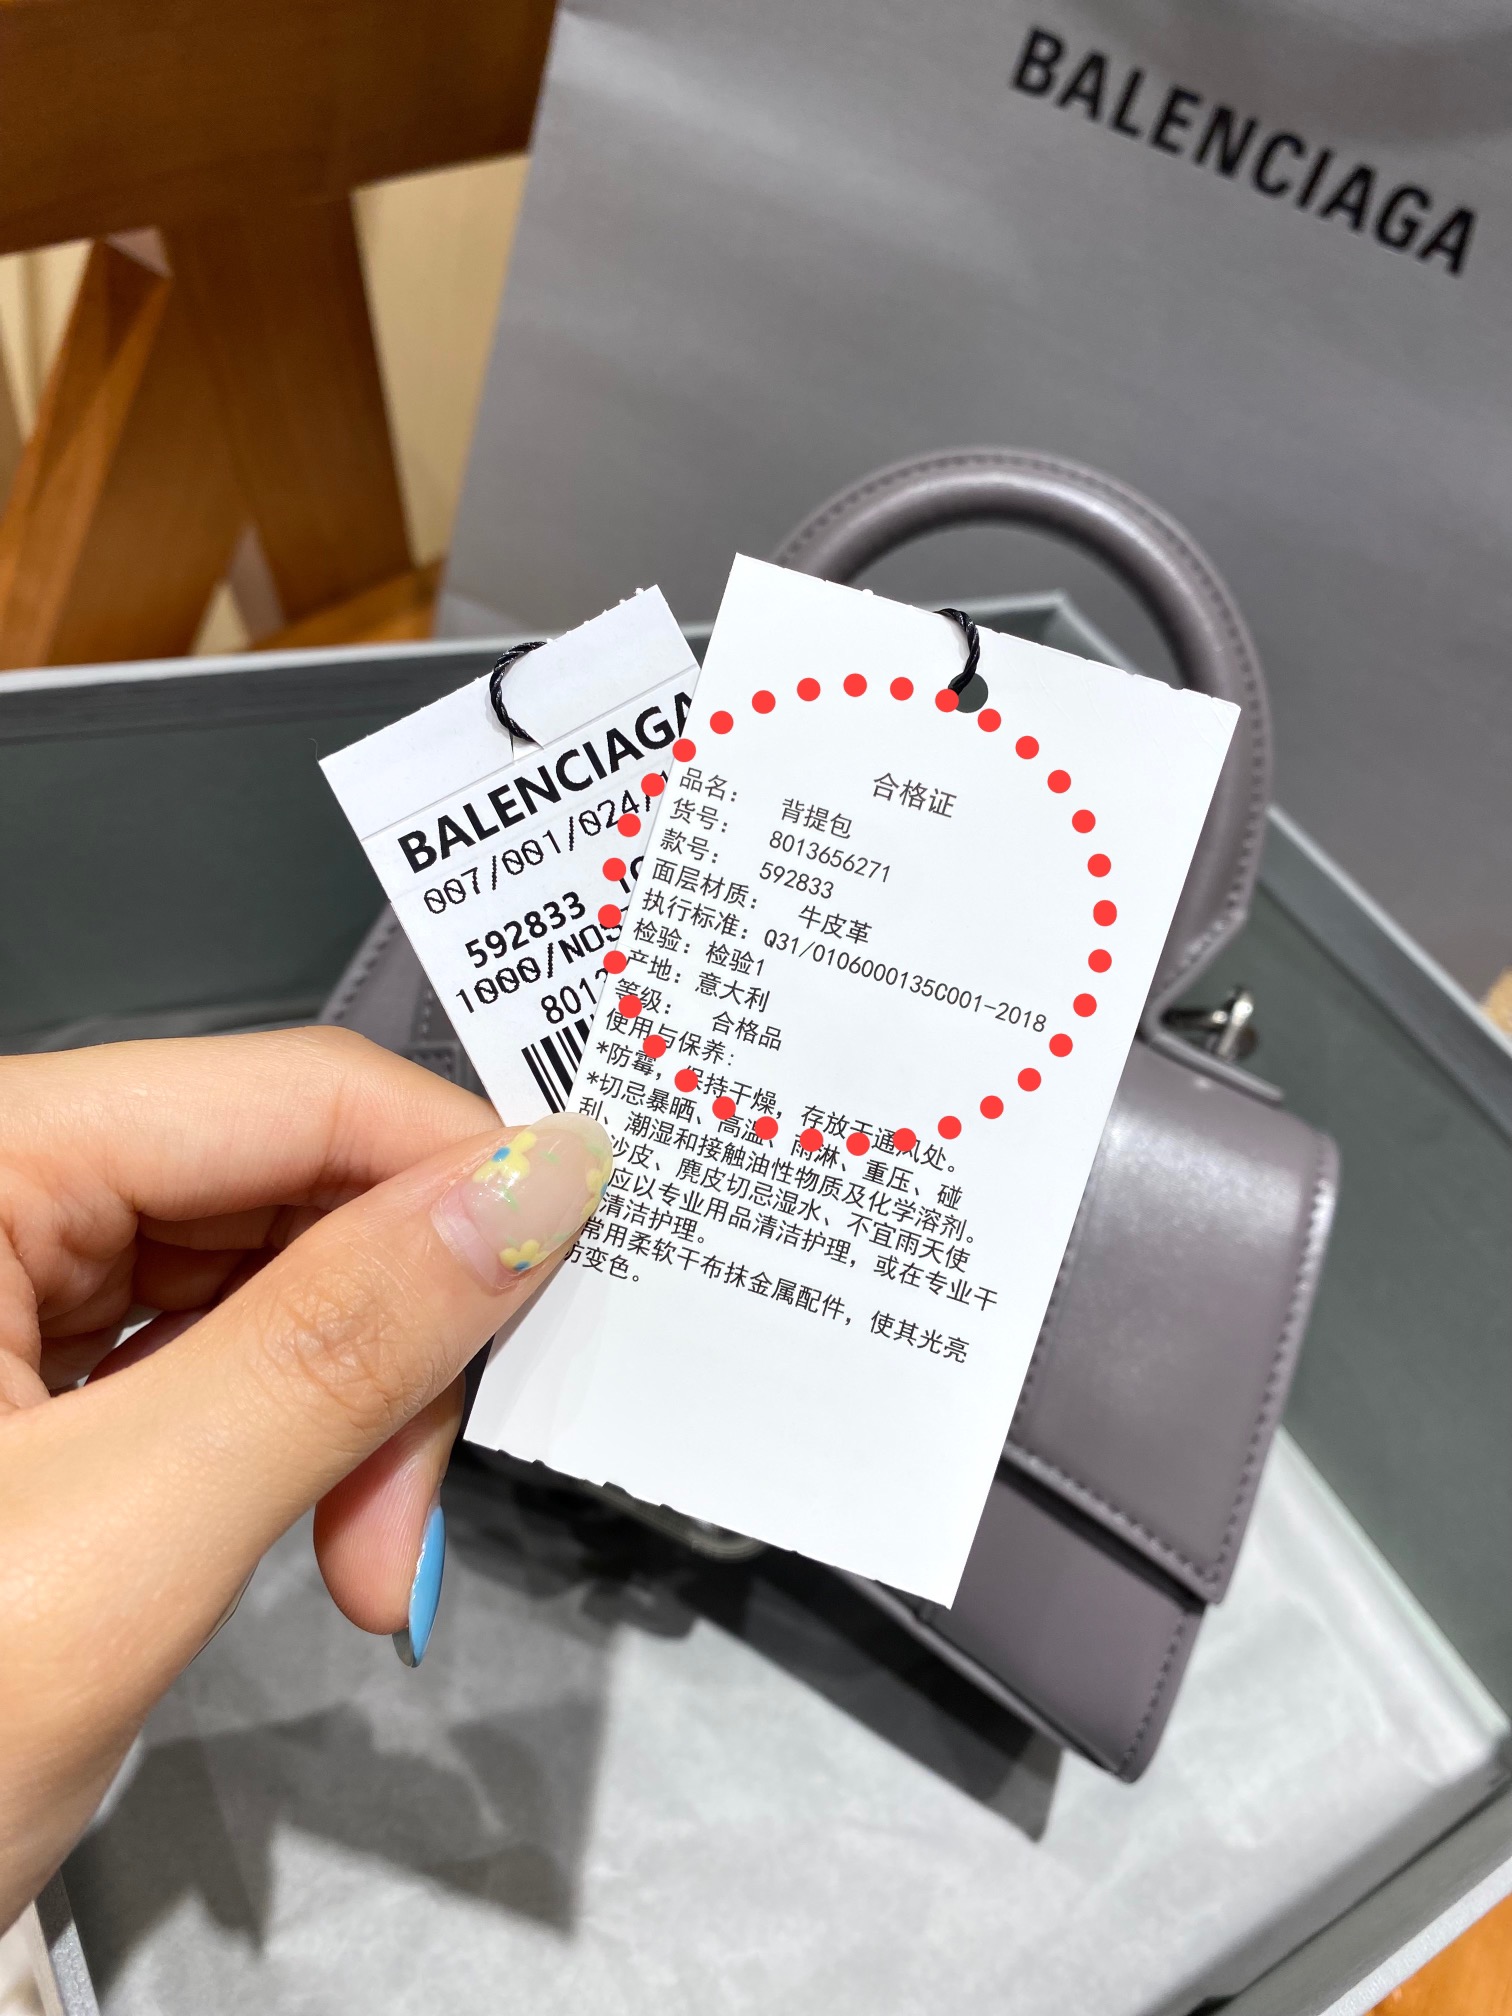 BALENCIAGA
BALENCIAGA
007/001/024/
592833
1000/
801
合格证
品名： 背提包
货号： 8013656271
款号： 592833
面层材质： 牛皮革
执行标准：Q31/0106000135C001-2018
检验：检验1
产地：意大利
等级： 合格品
使用与保养：
*防霉，保持干燥，存放于通风处。
*切忌暴晒、高温、雨淋、重压、碰
刮、潮湿和接触油性物质及化学溶剂。
沙皮、麂皮切忌湿水、不宜雨天使
应以专业用品清洁护理，或在专业干
清洁护理。
常用柔软干布抹金属配件，使其光亮
防变色。